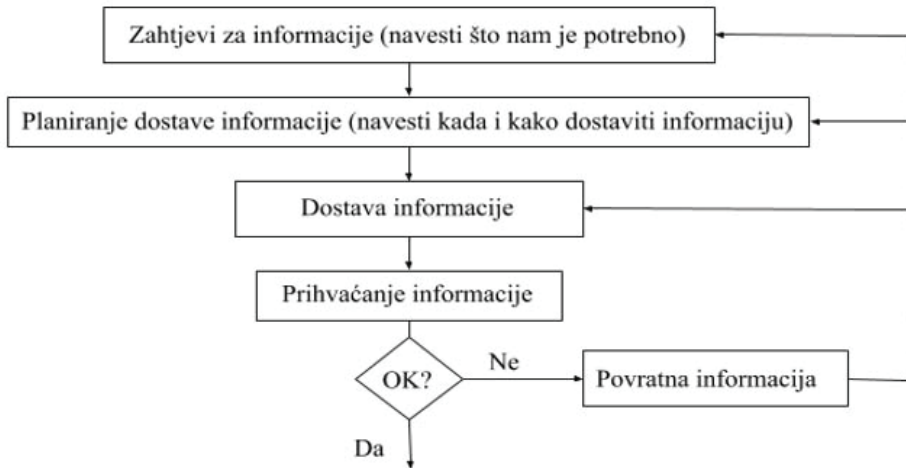 Zahtjevi za informacije (navesti što nam je potrebno)
Planiranje dostave informacije (navesti kada i kako dostaviti informaciju)
Dostava informacije
Prihvaćanje informacije
OK?
Ne
Povratna informacija
Da